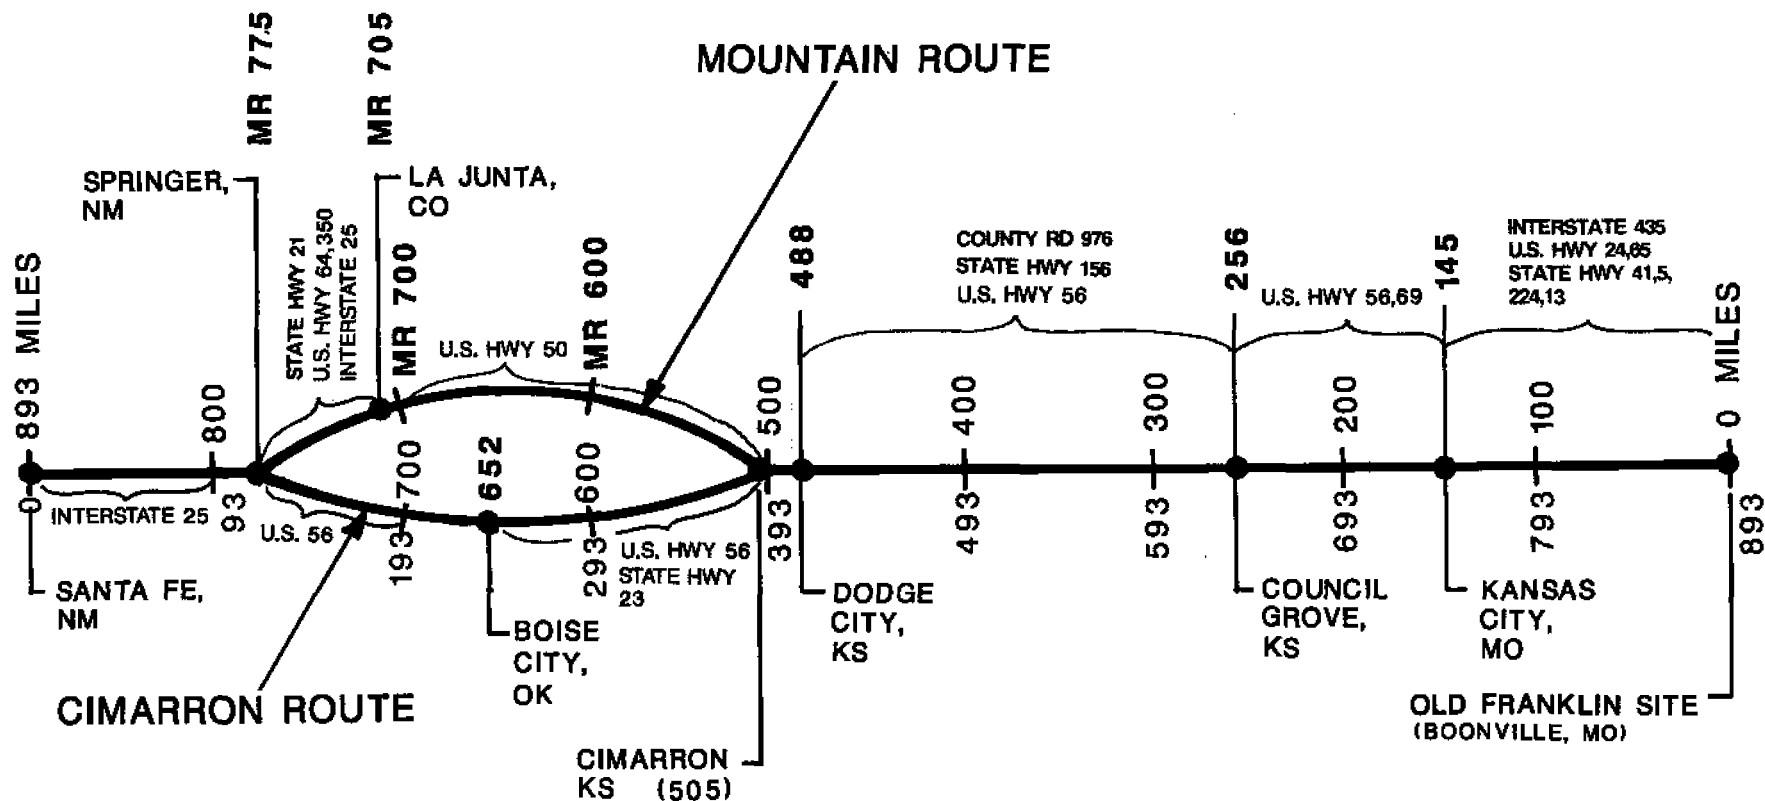 MR 775
MR 705
MOUNTAIN ROUTE
SPRINGER,
NM
LA JUNTA,
CO
STATE HWY 21
U.S. HWY 64,350
INTERSTATE 25
MR 700
MR 600
U.S. HWY 50
488
COUNTY RD 976
STATE HWY 156
U.S. HWY 56
256
U.S. HWY 56,69
145
INTERSTATE 435
U.S. HWY 24,65
STATE HWY 41,5,
224,13
893 MILES
800
700
652
600
500
400
300
200
100
0 MILES
0
INTERSTATE 25
93
U.S. 56
193
293
U.S. HWY 56
STATE HWY
23
393
493
593
693
793
893
SANTA FE,
NM
BOISE
CITY,
OK
DODGE
CITY,
KS
COUNCIL
GROVE,
KS
KANSAS
CITY,
MO
CIMARRON ROUTE
OLD FRANKLIN SITE
(BOONVILLE, MO)
CIMARRON
KS (505)